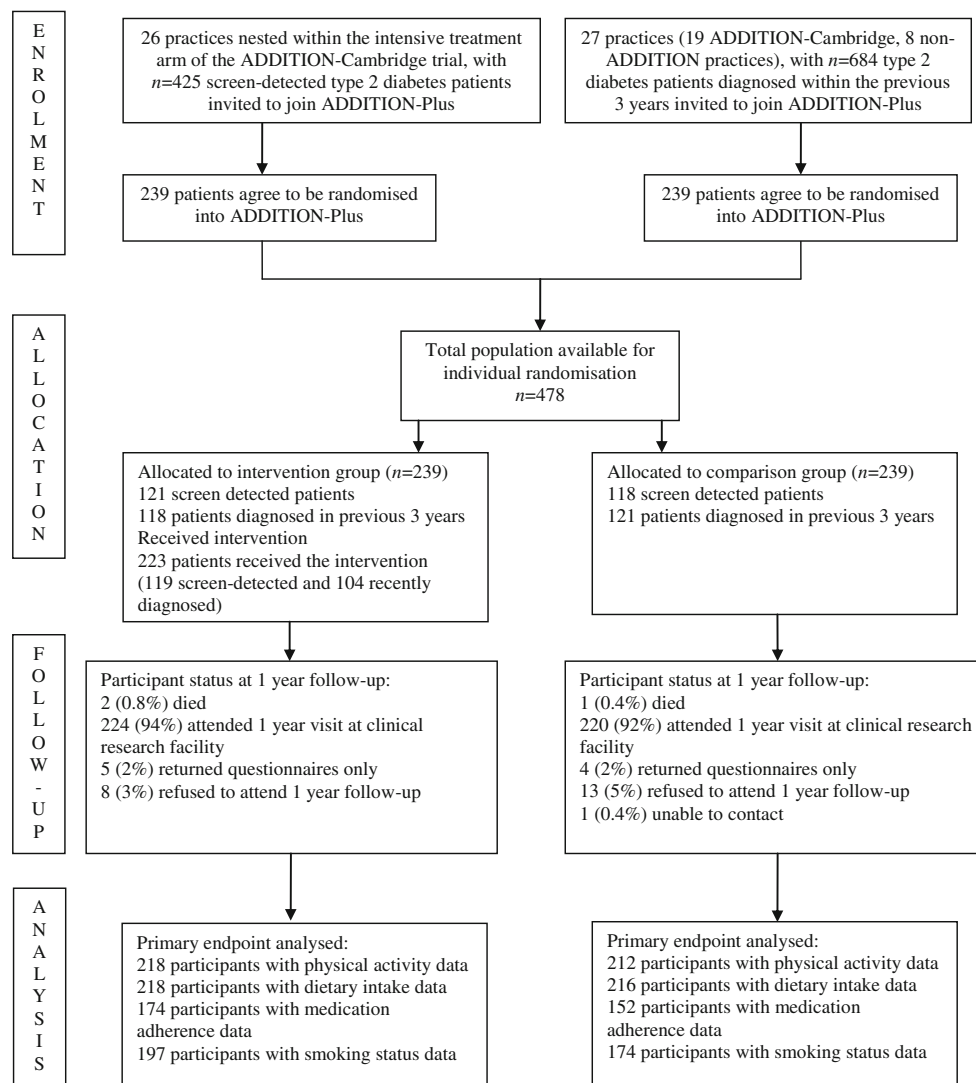 ENROLMENT
26 practices nested within the intensive treatment
arm of the ADDITION-Cambridge trial, with
n=425 screen-detected type 2 diabetes patients
invited to join ADDITION-Plus
27 practices (19 ADDITION-Cambridge, 8 non-
ADDITION practices), with n=684 type 2
diabetes patients diagnosed within the previous
3 years invited to join ADDITION-Plus
239 patients agree to be randomised
into ADDITION-Plus
239 patients agree to be randomised
into ADDITION-Plus
ALLOCATION
Total population available for
individual randomisation
n=478
Allocated to intervention group (n=239)
121 screen detected patients
118 patients diagnosed in previous 3 years
Received intervention
223 patients received the intervention
(119 screen-detected and 104 recently
diagnosed)
Allocated to comparison group (n=239)
118 screen detected patients
121 patients diagnosed in previous 3 years
FOLLOW-UP
Participant status at 1 year follow-up:
2 (0.8%) died
224 (94%) attended 1 year visit at clinical
research facility
5 (2%) returned questionnaires only
8 (3%) refused to attend 1 year follow-up
Participant status at 1 year follow-up:
1 (0.4%) died
220 (92%) attended 1 year visit at clinical research
facility
4 (2%) returned questionnaires only
13 (5%) refused to attend 1 year follow-up
1 (0.4%) unable to contact
ANALYSIS
Primary endpoint analysed:
218 participants with physical activity data
218 participants with dietary intake data
174 participants with medication
adherence data
197 participants with smoking status data
Primary endpoint analysed:
212 participants with physical activity data
216 participants with dietary intake data
152 participants with medication
adherence data
174 participants with smoking status data